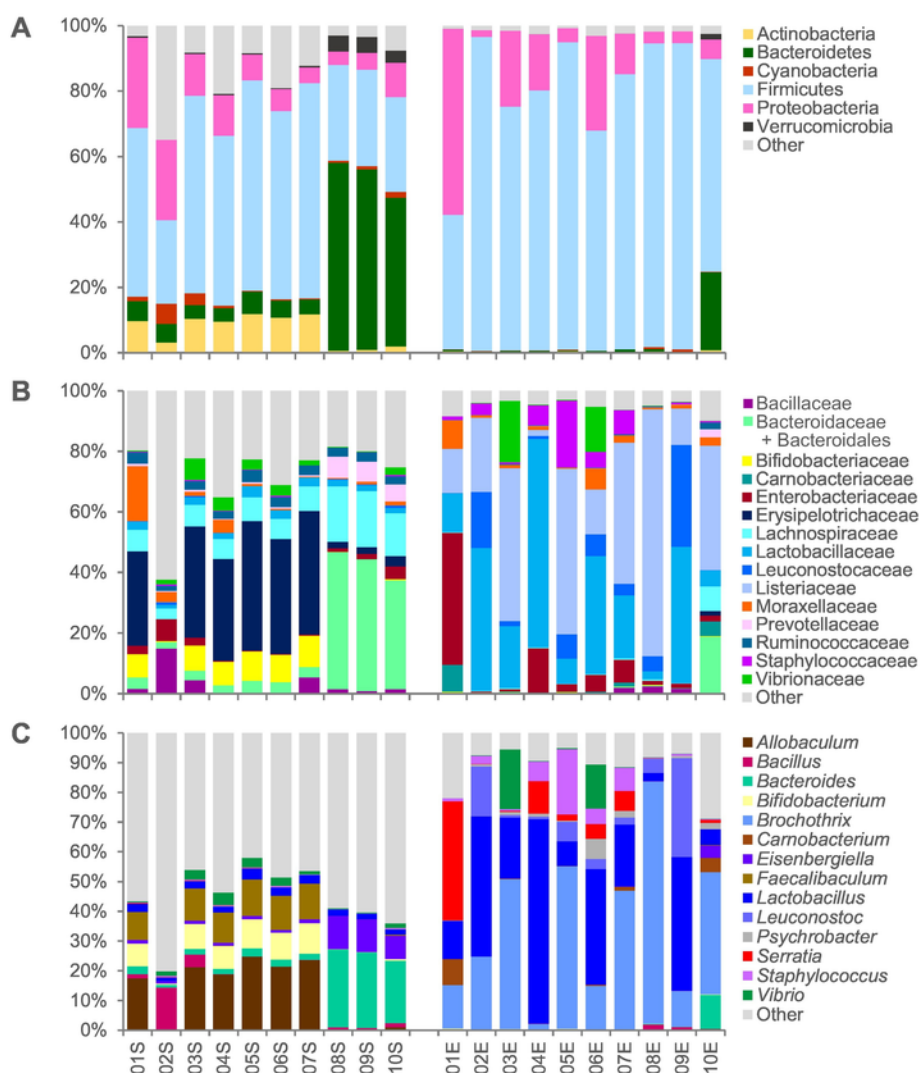 A
100%
80%
60%
40%
20%
0%
Actinobacteria
Bacteroidetes
Cyanobacteria
Firmicutes
Proteobacteria
Verrucomicrobia
Other
B
100%
80%
60%
40%
20%
0%
Bacillaceae
Bacteroidaceae
+ Bacteroidales
Bifidobacteriaceae
Carnobacteriaceae
Enterobacteriaceae
Erysipelotrichaceae
Lachnospiraceae
Lactobacillaceae
Leuconostocaceae
Listeriaceae
Moraxellaceae
Prevotellaceae
Ruminococcaceae
Staphylococcaceae
Vibrionaceae
Other
C
100%
90%
80%
70%
60%
50%
40%
30%
20%
10%
0%
Allobaculum
Bacillus
Bacteroides
Bifidobacterium
Brochothrix
Carnobacterium
Eisenbergiella
Faecalibaculum
Lactobacillus
Leuconostoc
Psychrobacter
Serratia
Staphylococcus
Vibrio
Other
01S 02S 03S 04S 05S 06S 07S 08S 09S 10S 01E 02E 03E 04E 05E 06E 07E 08E 09E 10E